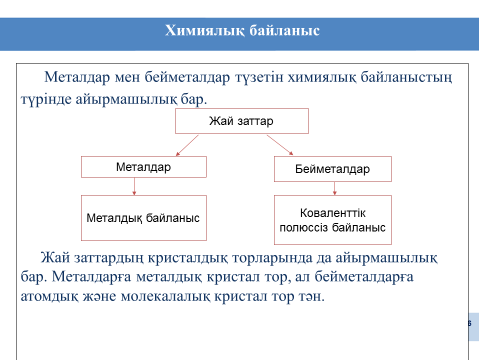 Химиялық байланыс
Металдар мен бейметалдар түзетін химиялық байланыстың
түрінде айырмашылық бар.
Жай заттар
Металдар
Бейметалдар
Металдық байланыс
Коваленттік
полюссіз байланыс
Жай заттардың кристалдық торларында да айырмашылық
бар. Металдарға металдық кристал тор, ал бейметалдарға
атомдық және молекалалық кристал тор тән.